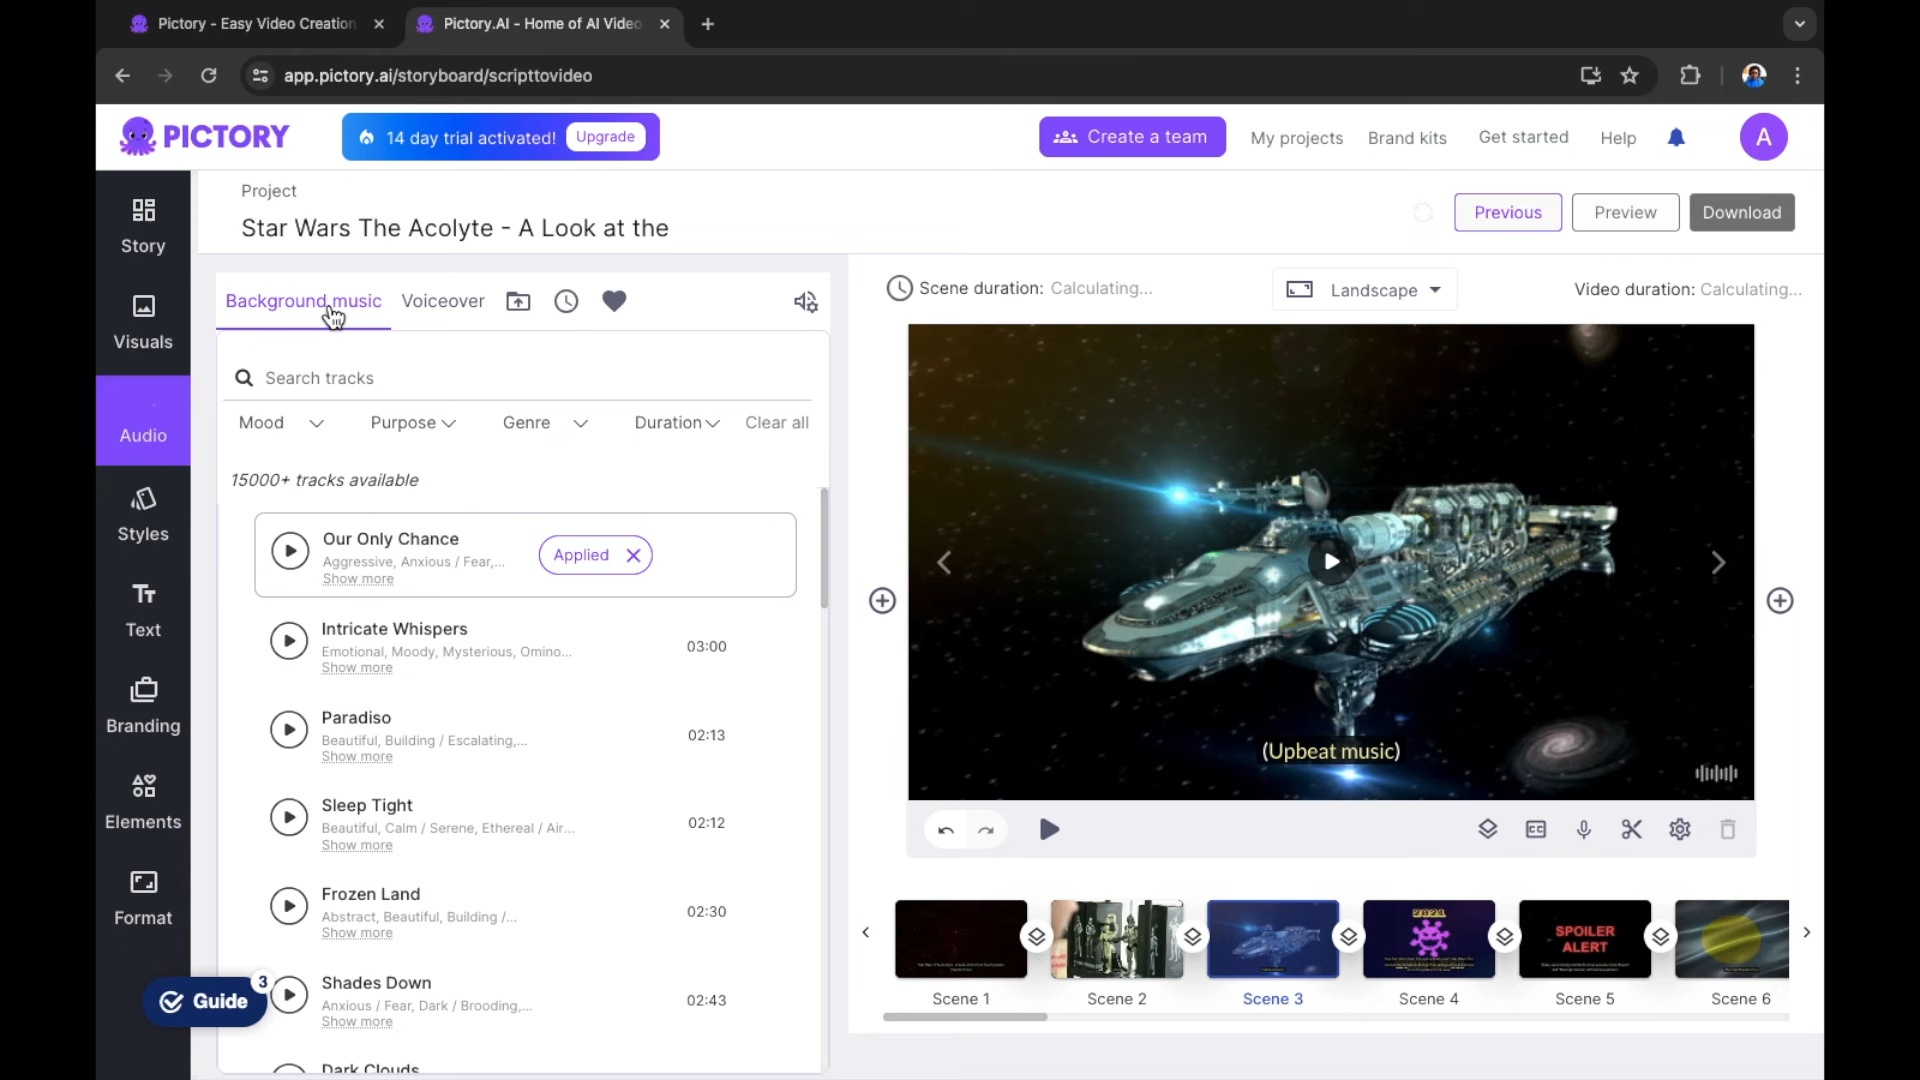 Pictory - Easy Video Creation
Pictory.AI - Home of AI Video
app.pictory.ai/storyboard/scripttovideo
PICTORY
14 day trial activated!
Upgrade
Create a team
My projects
Brand kits
Get started
Help
A
Project
Star Wars The Acolyte - A Look at the
Previous
Preview
Download
Story
Visuals
Audio
Styles
Text
Branding
Elements
Format
Background music
Voiceover
Search tracks
Mood
Purpose
Genre
Duration
Clear all
15000+ tracks available
Our Only Chance
Aggressive, Anxious / Fear,...
Show more
Applied
Intricate Whispers
Emotional, Moody, Mysterious, Omino...
Show more
03:00
Paradiso
Beautiful, Building / Escalating,...
Show more
02:13
Sleep Tight
Beautiful, Calm / Serene, Ethereal / Air...
Show more
02:12
Frozen Land
Abstract, Beautiful, Building /...
Show more
02:30
Shades Down
Anxious / Fear, Dark / Brooding,...
Show more
02:43
Dark Clouds
Guide
3
Scene duration: Calculating...
Landscape
Video duration: Calculating...
(Upbeat music)
CC
2021
SPOILER
ALERT
Scene 1
Scene 2
Scene 3
Scene 4
Scene 5
Scene 6